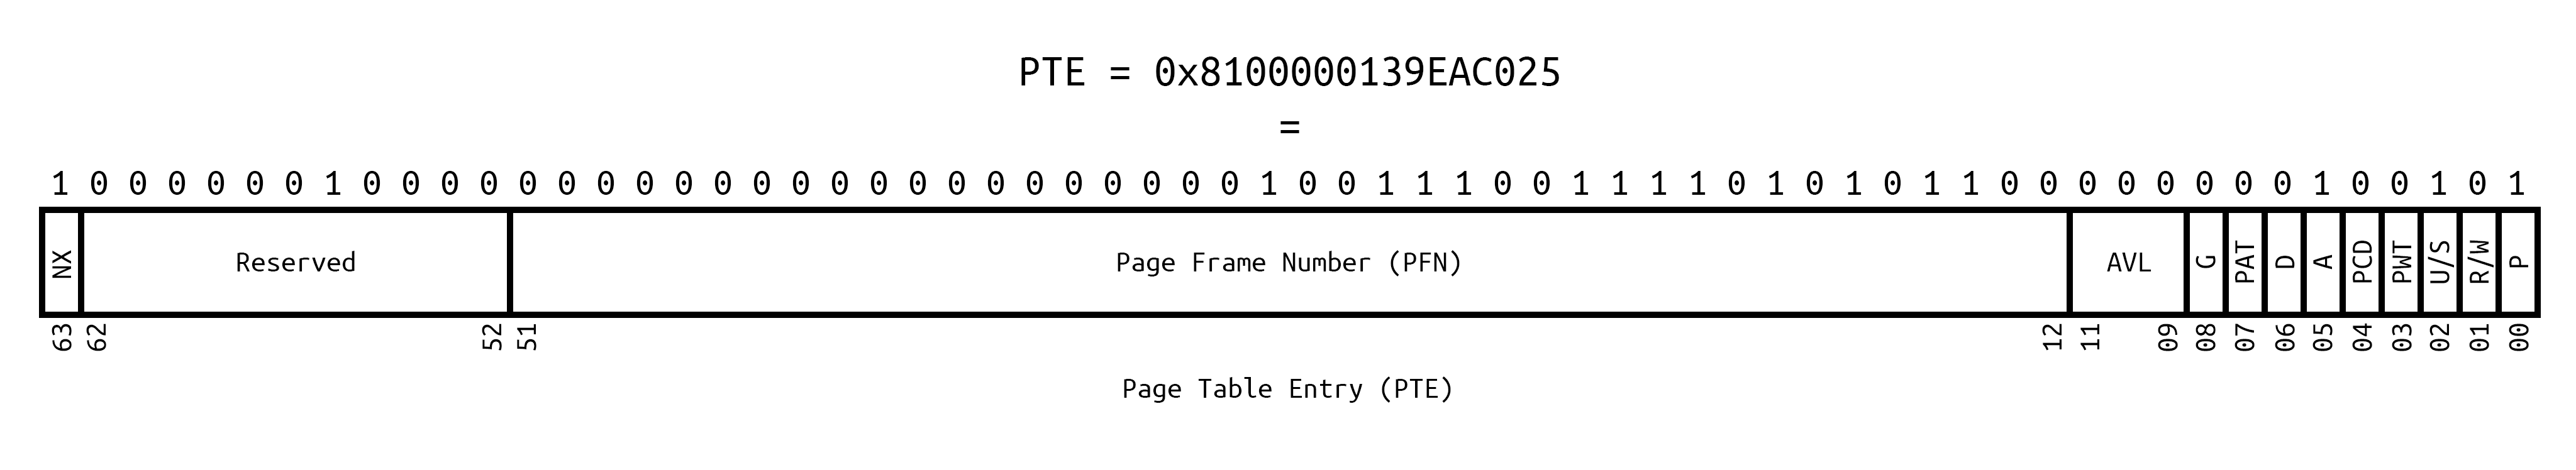 PTE = 0x8100000139EAC025
=
1 0 0 0 0 0 0 1 0 0 0 0 0 0 0 0 0 0 0 0 0 0 0 0 0 0 0 0 0 0 0 1 0 0 1 1 1 0 0 1 1 1 1 0 1 0 1 0 1 1 0 0 0 0 0 0 0 0 1 0 0 1 0 1
NX Reserved Page Frame Number (PFN) AVL G PAT D A PCD PWT U/S R/W P
63 62 52 51 12 11 09 08 07 06 05 04 03 02 01 00
Page Table Entry (PTE)